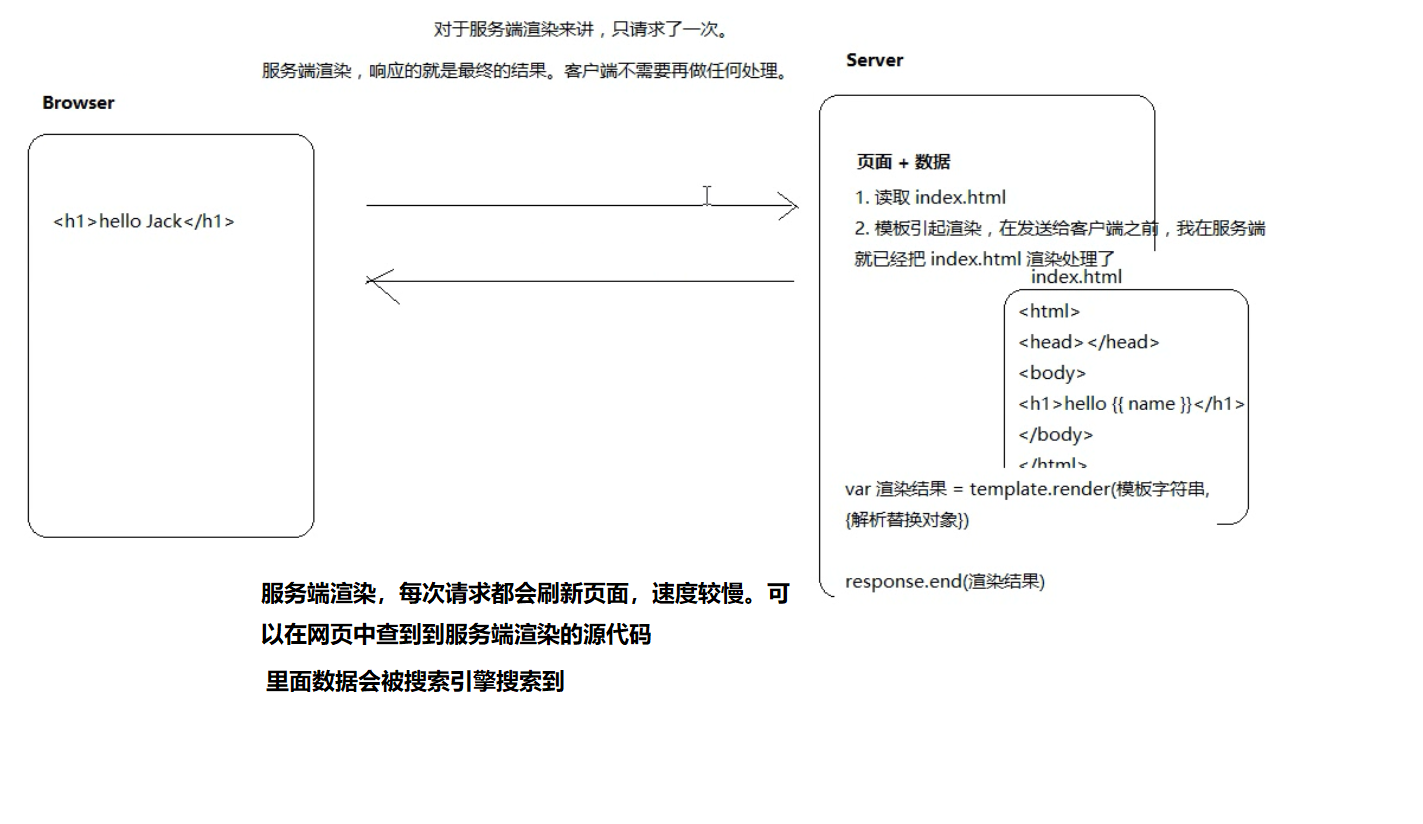 对于服务端渲染来讲，只请求了一次。
服务端渲染，响应的就是最终的结果。客户端不需要再做任何处理。
Browser
<h1>hello Jack</h1>
Server
页面 + 数据
1. 读取 index.html
2. 模板引起渲染，在发送给客户端之前，我在服务端
就已经把 index.html 渲染处理了
index.html
<html>
<head></head>
<body>
<h1>hello {{ name }}</h1>
</body>
</html>
var 渲染结果 = template.render(模板字符串,
{解析替换对象})
response.end(渲染结果)
服务端渲染，每次请求都会刷新页面，速度较慢。可
以在网页中查到到服务端渲染的源代码
里面数据会被搜索引擎搜索到